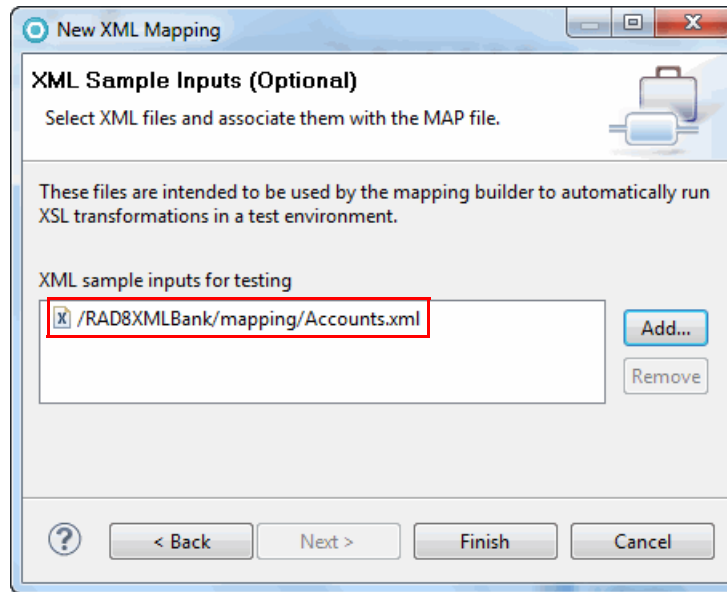 New XML Mapping
XML Sample Inputs (Optional)
Select XML files and associate them with the MAP file.
These files are intended to be used by the mapping builder to automatically run
XSL transformations in a test environment.
XML sample inputs for testing
/RAD8XMLBank/mapping/Accounts.xml
Add...
Remove
< Back
Next >
Finish
Cancel